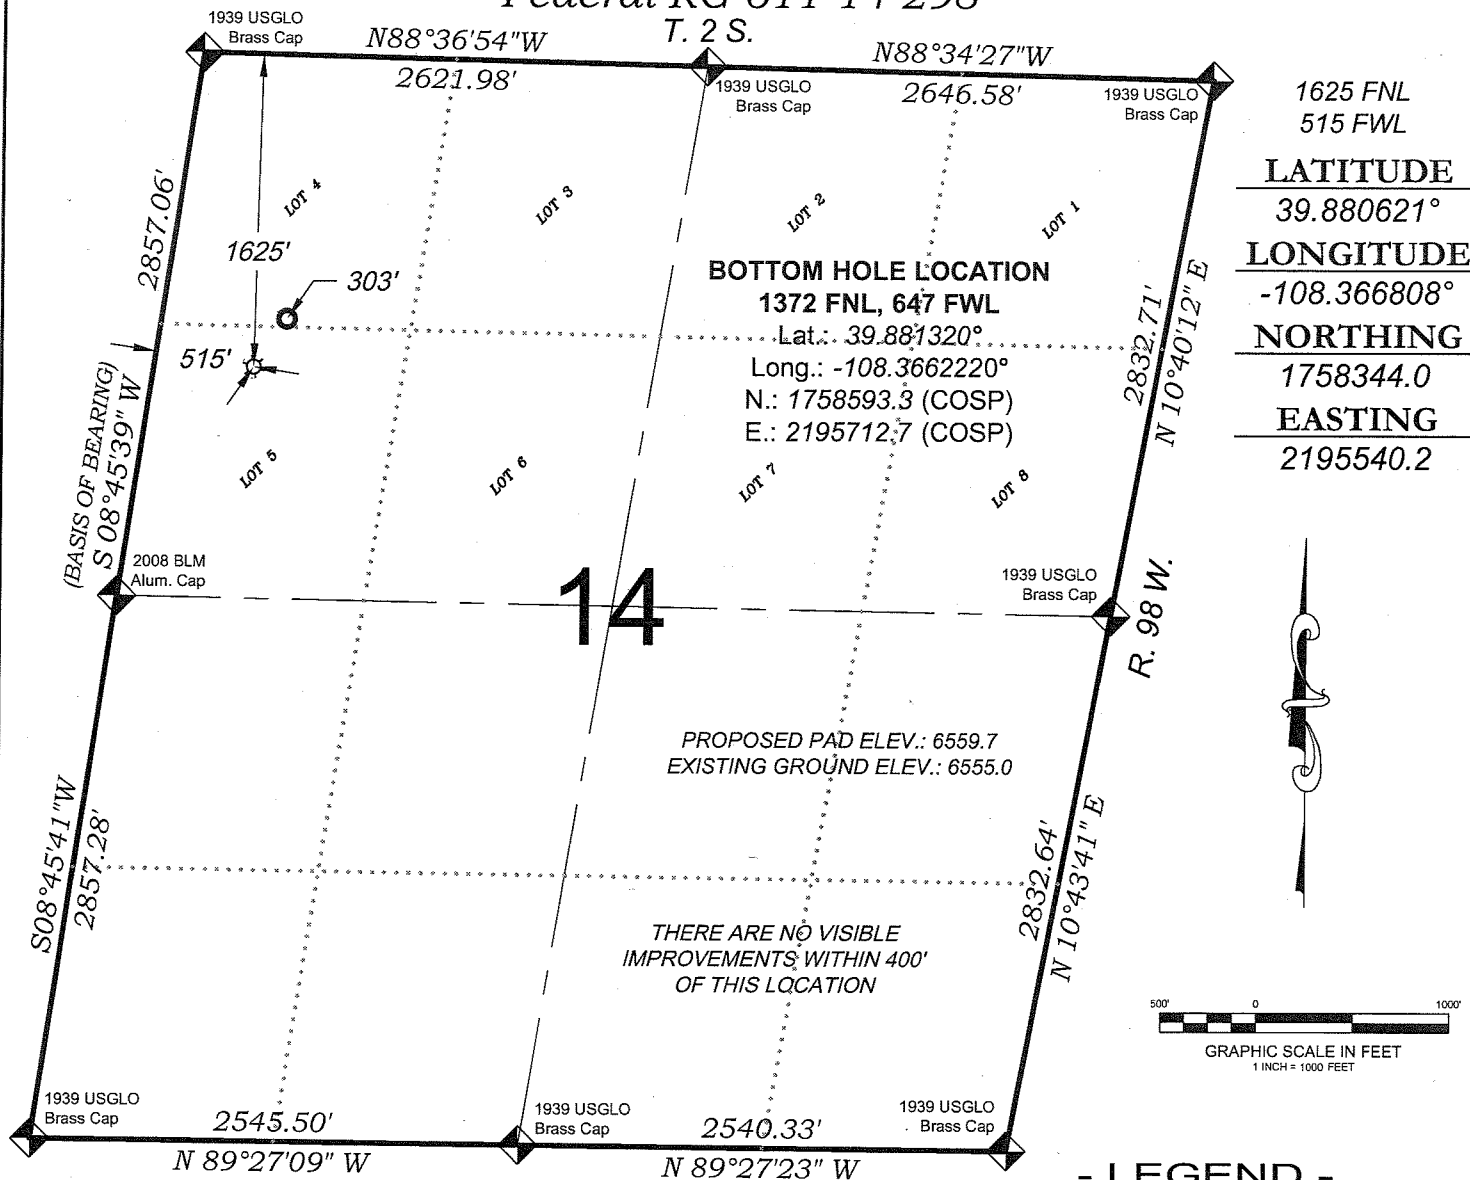 Federal RG 611-14-298
T. 2 S.
1939 USGLO
Brass Cap
N88°36'54"W
2621.98'
N88°34'27"W
2646.58'
1939 USGLO
Brass Cap
1939 USGLO
Brass Cap
1625 FNL
515 FWL
LATITUDE
39.880621°
LONGITUDE
-108.366808°
NORTHING
1758344.0
EASTING
2195540.2
2857.06'
LOT 4
LOT 3
LOT 2
LOT 1
1625'
303'
515'
BOTTOM HOLE LOCATION
1372 FNL, 647 FWL
Lat.: 39.881320°
Long.: -108.3662220°
N.: 1758593.3 (COSP)
E.: 2195712.7 (COSP)
2832.71'
N 10°40'12" E
(BASIS OF BEARING)
S 08°45'39" W
LOT 5
LOT 6
LOT 7
LOT 8
2008 BLM
Alum. Cap
14
1939 USGLO
Brass Cap
R. 98 W.
PROPOSED PAD ELEV.: 6559.7
EXISTING GROUND ELEV.: 6555.0
S08°45'41"W
2857.28'
2832.64'
N 10°43'41" E
THERE ARE NO VISIBLE
IMPROVEMENTS WITHIN 400'
OF THIS LOCATION
500'
0
1000'
GRAPHIC SCALE IN FEET
1 INCH = 1000 FEET
1939 USGLO
Brass Cap
2545.50'
N 89°27'09" W
1939 USGLO
Brass Cap
2540.33'
N 89°27'23" W
1939 USGLO
Brass Cap
- LEGEND -